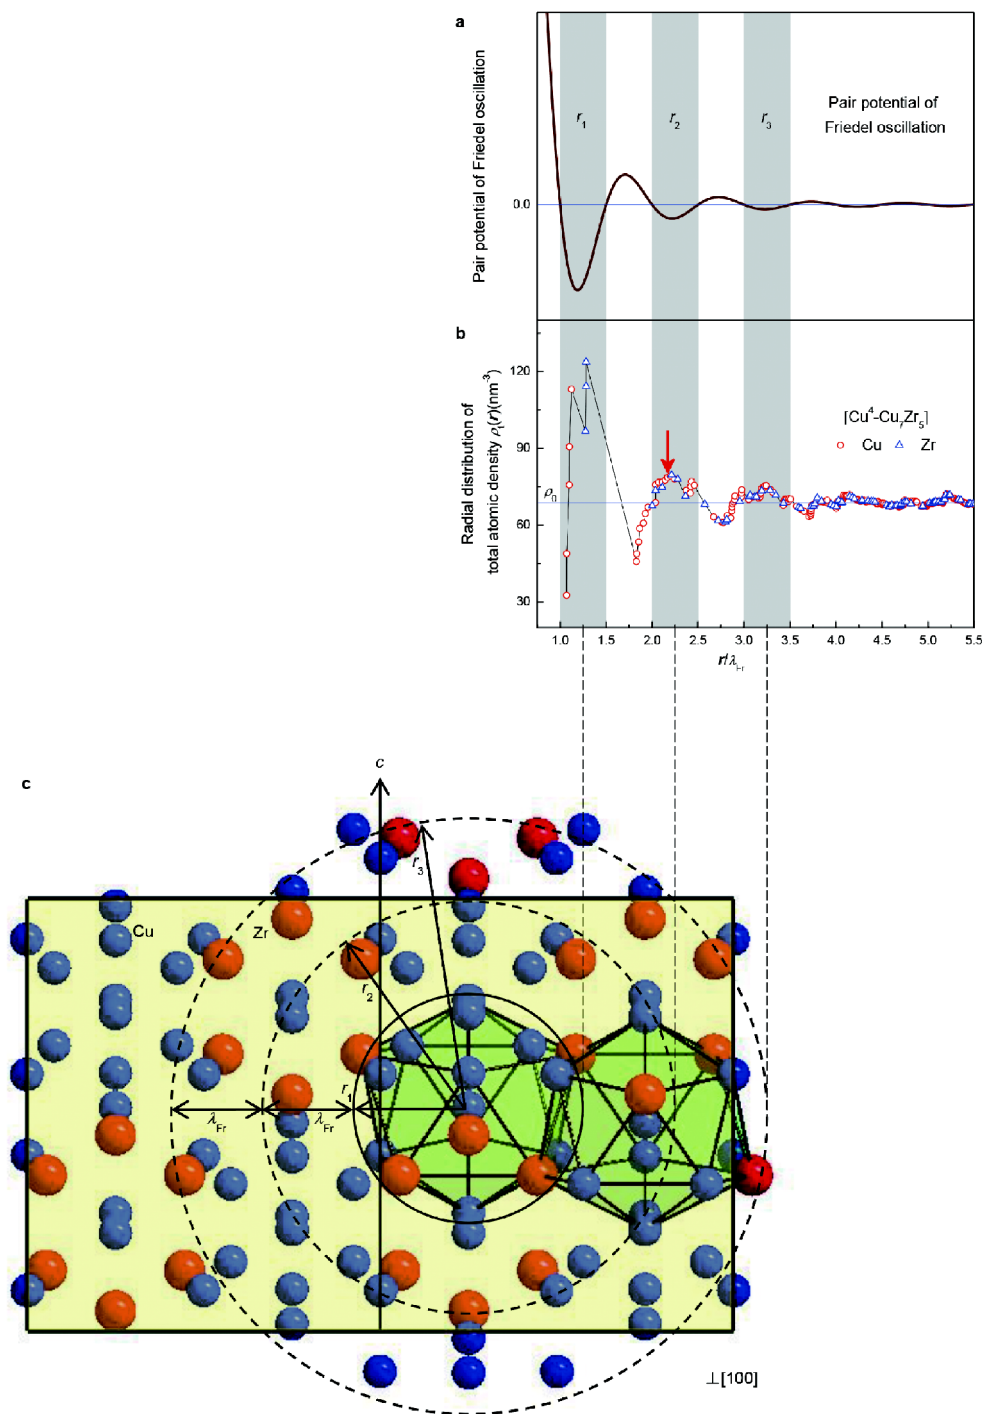 a
Pair potential of Friedel oscillation
Pair potential of
Friedel oscillation
r₁
r₂
r₃
0.0
b
Radial distribution of
total atomic density ρₜ(r)(nm⁻³)
120
90
ρ₀
60
30
[Cu⁴-Cu₇Zr₅]
Cu
Zr
1.0 1.5 2.0 2.5 3.0 3.5 4.0 4.5 5.0 5.5
r/λFr
c
c
r₃
Cu
Zr
r₂
r₁
λFr
λFr
⊥[100]